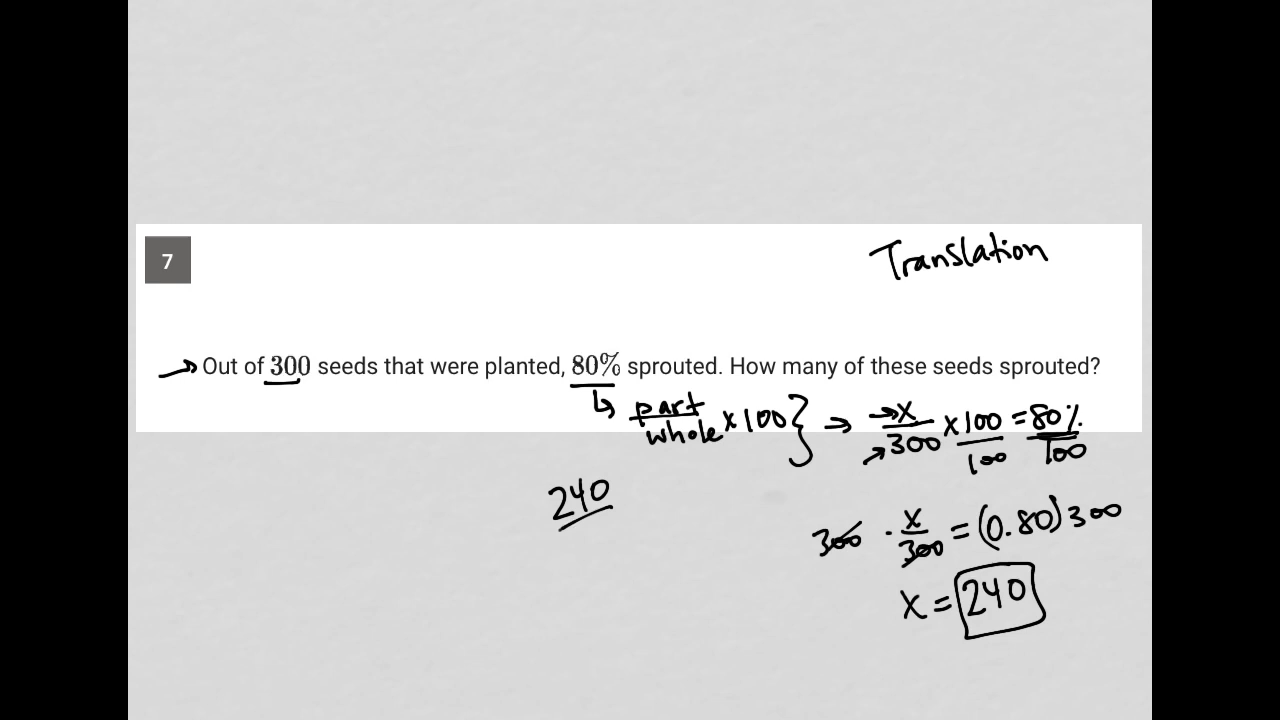 7
Translation
Out of 300 seeds that were planted, 80% sprouted. How many of these seeds sprouted?
part/whole x 100 } → x/300 x 100/100 = 80%/100
240
300 · x/300 = (0.80)300
x = 240